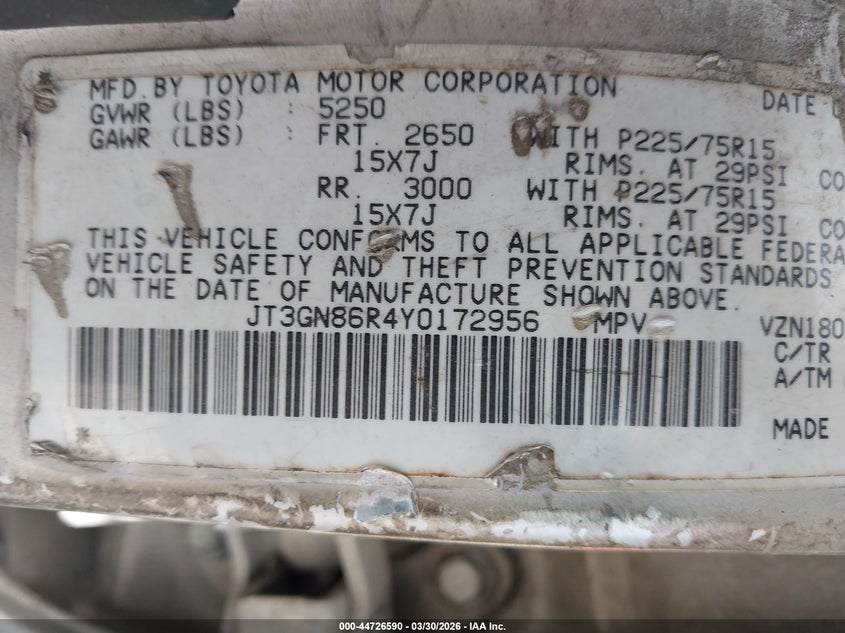 MFD. BY TOYOTA MOTOR CORPORATION DATE
GVWR (LBS) : 5250
GAWR (LBS) : FRT. 2650 WITH P225/75R15
15X7J RIMS. AT 29PSI CO
RR. 3000 WITH P225/75R15
15X7J RIMS. AT 29PSI CO
THIS VEHICLE CONFORMS TO ALL APPLICABLE FEDERA
VEHICLE SAFETY AND THEFT PREVENTION STANDARDS
ON THE DATE OF MANUFACTURE SHOWN ABOVE.
JT3GN86R4Y0172956 MPV VZN180
C/TR
A/TM
MADE
000-44726590 - 03/30/2026 - IAA Inc.